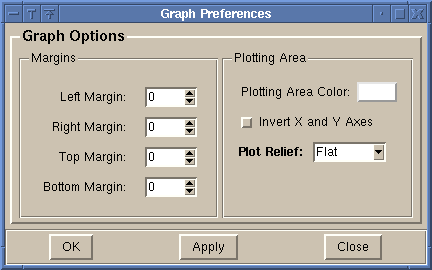 Graph Preferences
Graph Options
Margins
Left Margin: 0
Right Margin: 0
Top Margin: 0
Bottom Margin: 0
Plotting Area
Plotting Area Color:
Invert X and Y Axes
Plot Relief: Flat
OK Apply Close